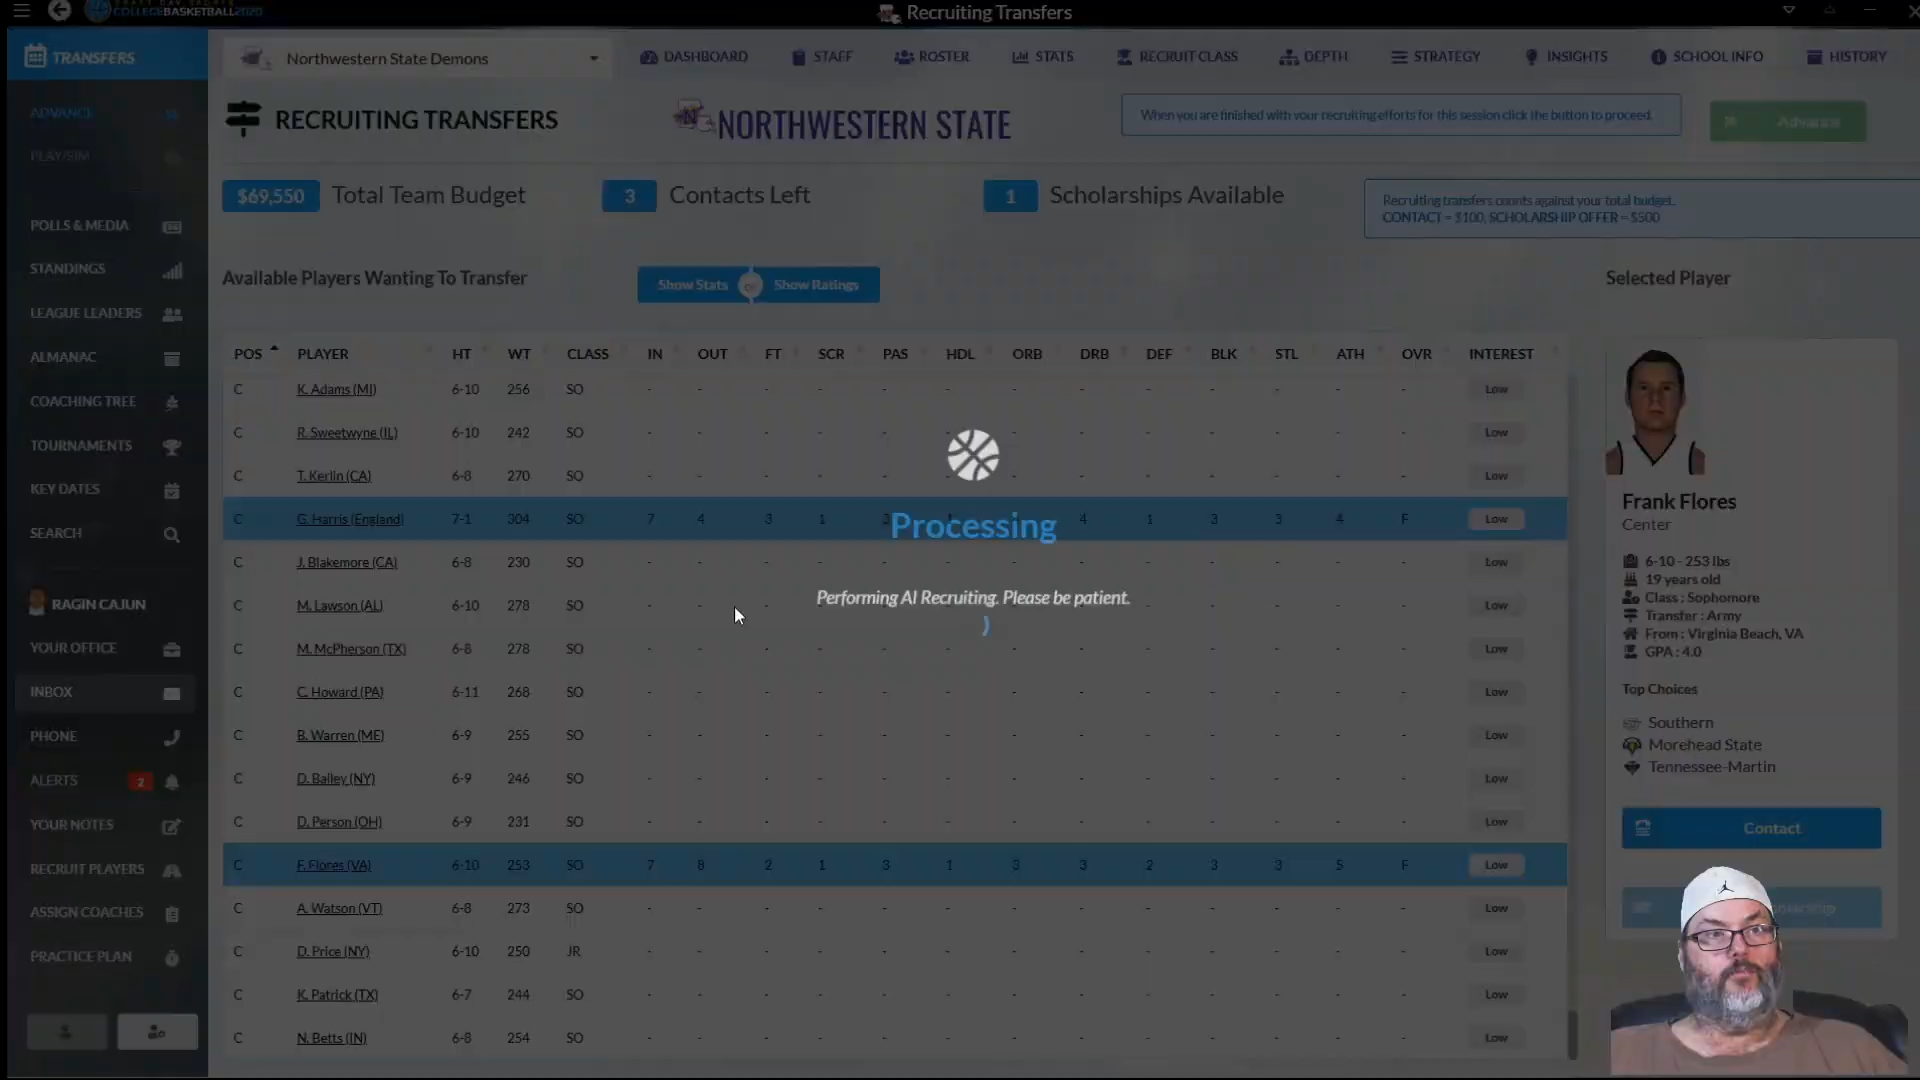 COLLEGE BASKETBALL 2020
Recruiting Transfers
TRANSFERS
Northwestern State Demons
DASHBOARD
STAFF
ROSTER
STATS
RECRUIT CLASS
DEPTH
STRATEGY
INSIGHTS
SCHOOL INFO
HISTORY
ADVANCE
PLAY/SIM
POLLS & MEDIA
STANDINGS
LEAGUE LEADERS
ALMANAC
COACHING TREE
TOURNAMENTS
KEY DATES
SEARCH
RAGIN CAJUN
YOUR OFFICE
INBOX
PHONE
ALERTS 2
YOUR NOTES
RECRUIT PLAYERS
ASSIGN COACHES
PRACTICE PLAN
RECRUITING TRANSFERS
NORTHWESTERN STATE
When you are finished with your recruiting efforts for this session click the button to proceed.
Advance
$69,550 Total Team Budget
3 Contacts Left
1 Scholarships Available
Recruiting transfers counts against your total budget.
CONTACT = $100, SCHOLARSHIP OFFER = $500
Available Players Wanting To Transfer
Show Stats or Show Ratings
POS PLAYER HT WT CLASS IN OUT FT SCR PAS HDL ORB DRB DEF BLK STL ATH OVR INTEREST
C K. Adams (MI) 6-10 256 SO - - - - - - - - - - - - - Low
C R. Sweetwyne (IL) 6-10 242 SO - - - - - - - - - - - - - Low
C T. Kerlin (CA) 6-8 270 SO - - - - - - - - - - - - - Low
C G. Harris (England) 7-1 304 SO 7 4 3 1 4 1 3 3 4 F Low
C J. Blakemore (CA) 6-8 230 SO - - - - - - - - - - - - - Low
C M. Lawson (AL) 6-10 278 SO - - - - - - - - - - - - - Low
C M. McPherson (TX) 6-8 278 SO - - - - - - - - - - - - - Low
C C. Howard (PA) 6-11 268 SO - - - - - - - - - - - - - Low
C B. Warren (ME) 6-9 255 SO - - - - - - - - - - - - - Low
C D. Bailey (NY) 6-9 246 SO - - - - - - - - - - - - - Low
C D. Person (OH) 6-9 231 SO - - - - - - - - - - - - - Low
C F. Flores (VA) 6-10 253 SO 7 8 2 1 3 1 3 3 2 3 3 5 F Low
C A. Watson (VT) 6-8 273 SO - - - - - - - - - - - - - Low
C D. Price (NY) 6-10 250 JR - - - - - - - - - - - - - Low
C K. Patrick (TX) 6-7 244 SO - - - - - - - - - - - - - Low
C N. Betts (IN) 6-8 254 SO - - - - - - - - - - - - - Low
Processing
Performing AI Recruiting. Please be patient.
Selected Player
Frank Flores
Center
6-10 - 253 lbs
19 years old
Class : Sophomore
Transfer : Army
From : Virginia Beach, VA
GPA : 4.0
Top Choices
Southern
Morehead State
Tennessee-Martin
Contact